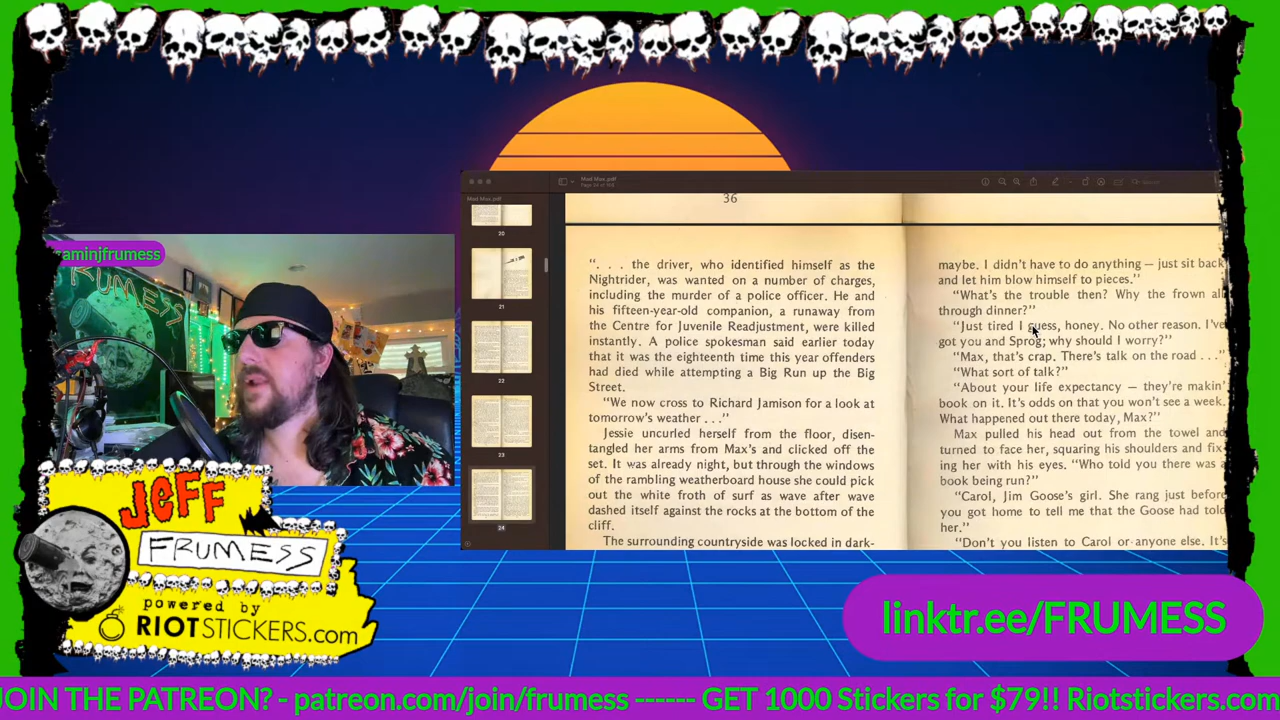 Mad Max.pdf
Mad Max.pdf
20
21
22
23
24
36
“. . . the driver, who identified himself as the
Nightrider, was wanted on a number of charges,
including the murder of a police officer. He and
his fifteen-year-old companion, a runaway from
the Centre for Juvenile Readjustment, were killed
instantly. A police spokesman said earlier today
that it was the eighteenth time this year offenders
had died while attempting a Big Run up the Big
Street.
“We now cross to Richard Jamison for a look at
tomorrow’s weather . . .”
Jessie uncurled herself from the floor, disen-
tangled her arms from Max’s and clicked off the
set. It was already night, but through the windows
of the rambling weatherboard house she could pick
out the white froth of surf as wave after wave
dashed itself against the rocks at the bottom of the
cliff.
The surrounding countryside was locked in dark-
maybe. I didn’t have to do anything — just sit back
and let him blow himself to pieces.”
“What’s the trouble then? Why the frown all
through dinner?”
“Just tired I guess, honey. No other reason. I’ve
got you and Sprog; why should I worry?”
“Max, that’s crap. There’s talk on the road . . .”
“What sort of talk?”
“About your life expectancy — they’re makin’
book on it. It’s odds on that you won’t see a week.
What happened out there today, Max?”
Max pulled his head out from the towel and
turned to face her, squaring his shoulders and fix-
ing her with his eyes. “Who told you there was a
book being run?”
“Carol, Jim Goose’s girl. She rang just before
you got home to tell me that the Goose had told
her.”
“Don’t you listen to Carol or anyone else. It’s
aminjfrumess
FRUMESS
JEFF
FRUMESS
powered by
RIOTSTICKERS.com
linktr.ee/FRUMESS
JOIN THE PATREON? - patreon.com/join/frumess ------ GET 1000 Stickers for $79!! Riotstickers.com